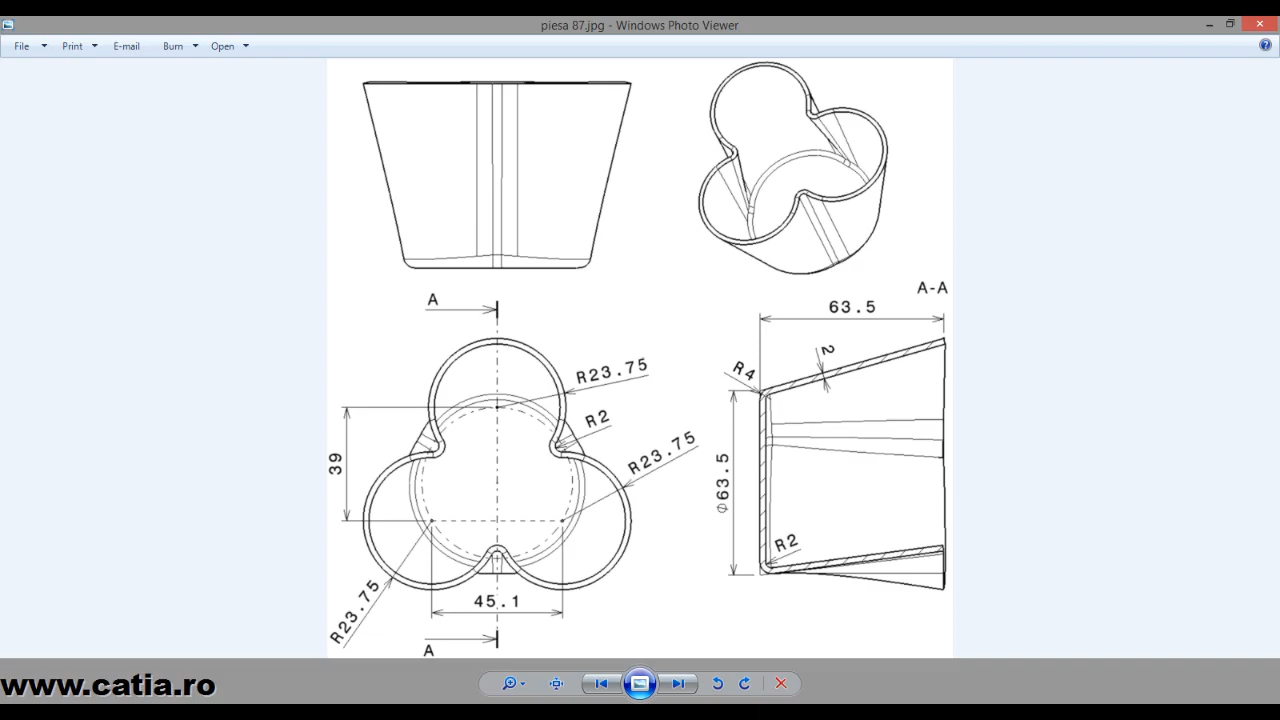 piesa 87.jpg - Windows Photo Viewer
File Print E-mail Burn Open
A-A
A
63.5
2
R4
R23.75
R2
R23.75
39
⌀63.5
R2
R23.75
45.1
A
www.catia.ro